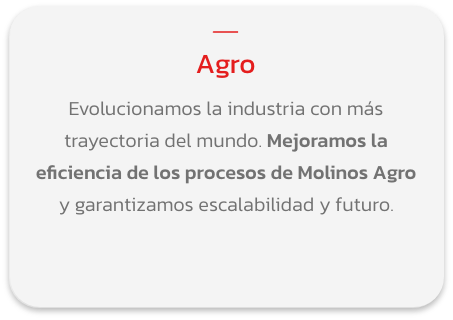 Agro
Evolucionamos la industria con más
trayectoria del mundo. Mejoramos la
eficiencia de los procesos de Molinos Agro
y garantizamos escalabilidad y futuro.